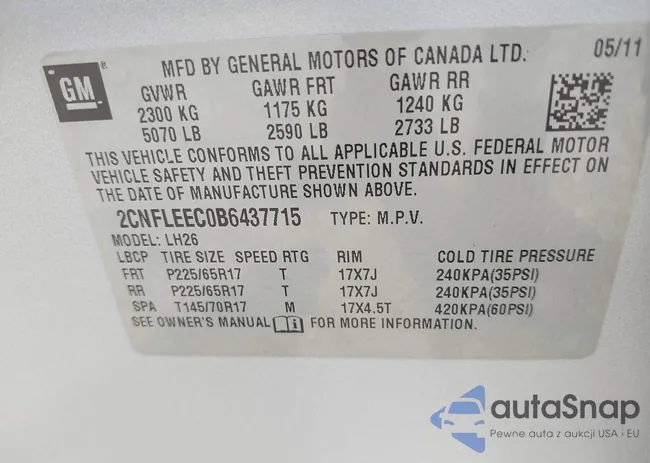 GM ®
MFD BY GENERAL MOTORS OF CANADA LTD. 05/11
GVWR GAWR FRT GAWR RR
2300 KG 1175 KG 1240 KG
5070 LB 2590 LB 2733 LB
THIS VEHICLE CONFORMS TO ALL APPLICABLE U.S. FEDERAL MOTOR
VEHICLE SAFETY AND THEFT PREVENTION STANDARDS IN EFFECT ON
THE DATE OF MANUFACTURE SHOWN ABOVE.
2CNFLEEC0B6437715 TYPE: M.P.V.
MODEL: LH26
LBCP TIRE SIZE SPEED RTG RIM COLD TIRE PRESSURE
FRT P225/65R17 T 17X7J 240KPA(35PSI)
RR P225/65R17 T 17X7J 240KPA(35PSI)
SPA T145/70R17 M 17X4.5T 420KPA(60PSI)
SEE OWNER'S MANUAL i FOR MORE INFORMATION.
autaSnap
Pewne auta z aukcji USA i EU